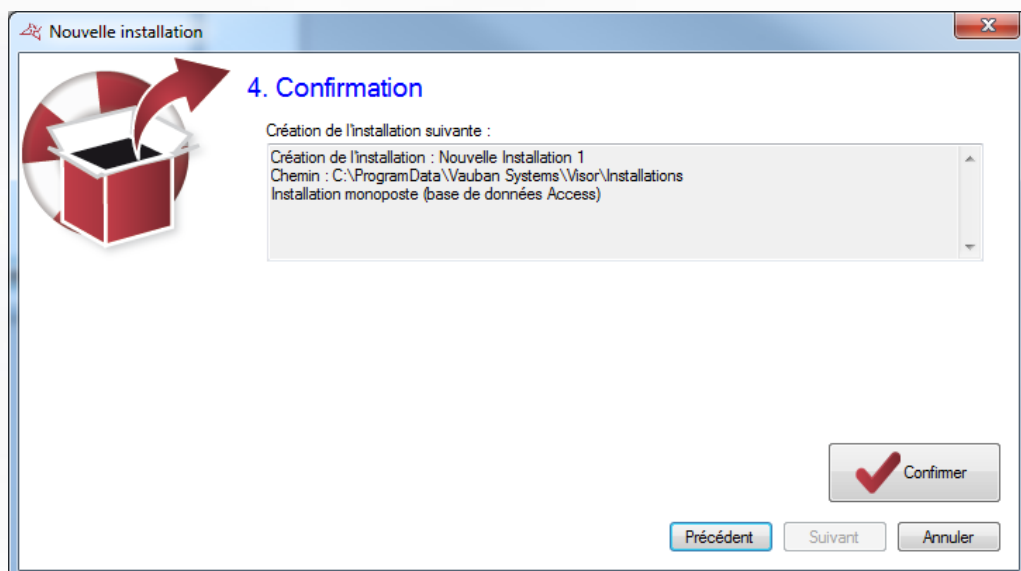 Nouvelle installation
4. Confirmation
Création de l'installation suivante :
Création de l'installation : Nouvelle Installation 1
Chemin : C:\ProgramData\Vauban Systems\Visor\Installations
Installation monoposte (base de données Access)
Confirmer
Précédent Suivant Annuler